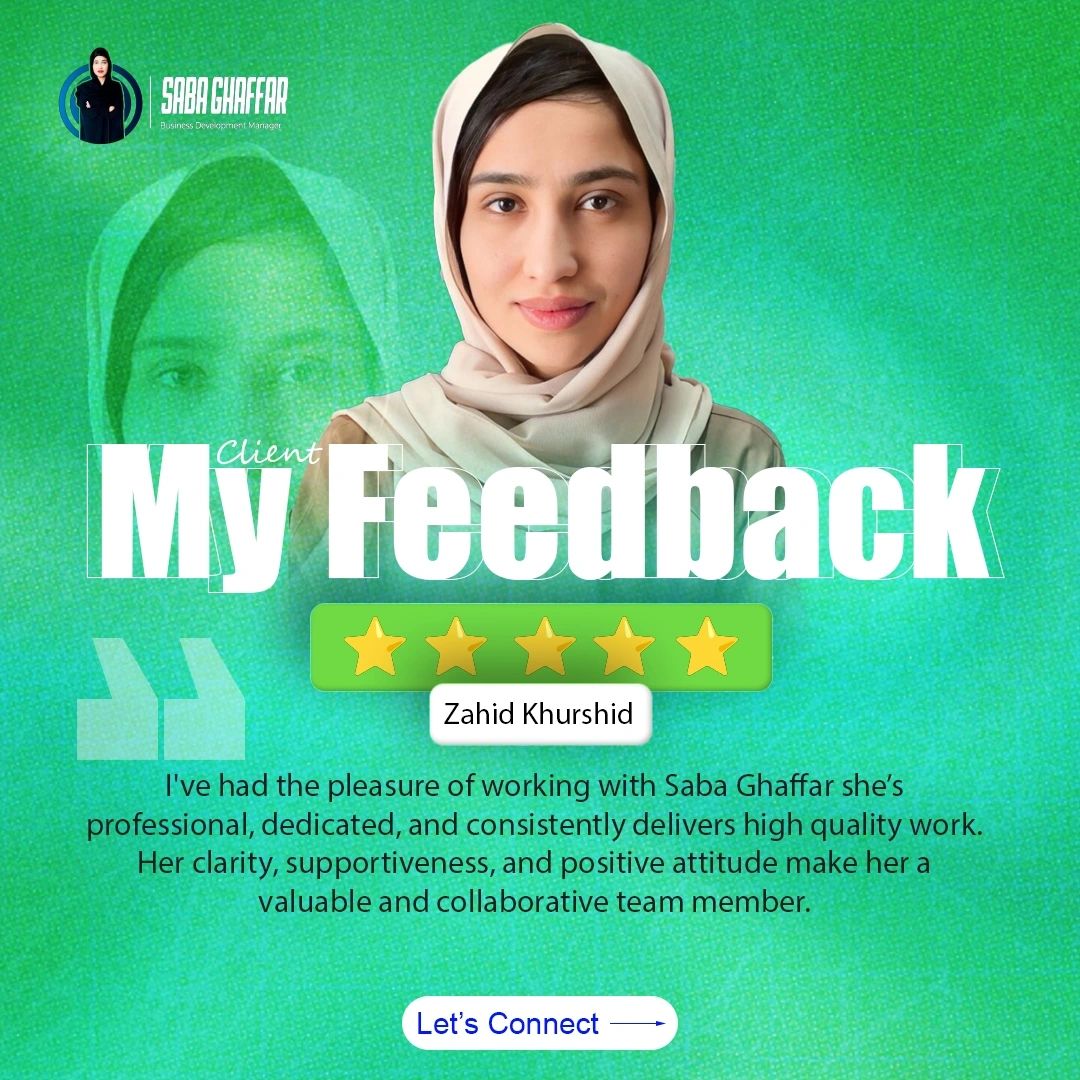 SABA GHAFFAR
Business Development Manager
Client
My Feedback
Zahid Khurshid
I've had the pleasure of working with Saba Ghaffar she’s
professional, dedicated, and consistently delivers high quality work.
Her clarity, supportiveness, and positive attitude make her a
valuable and collaborative team member.
Let’s Connect